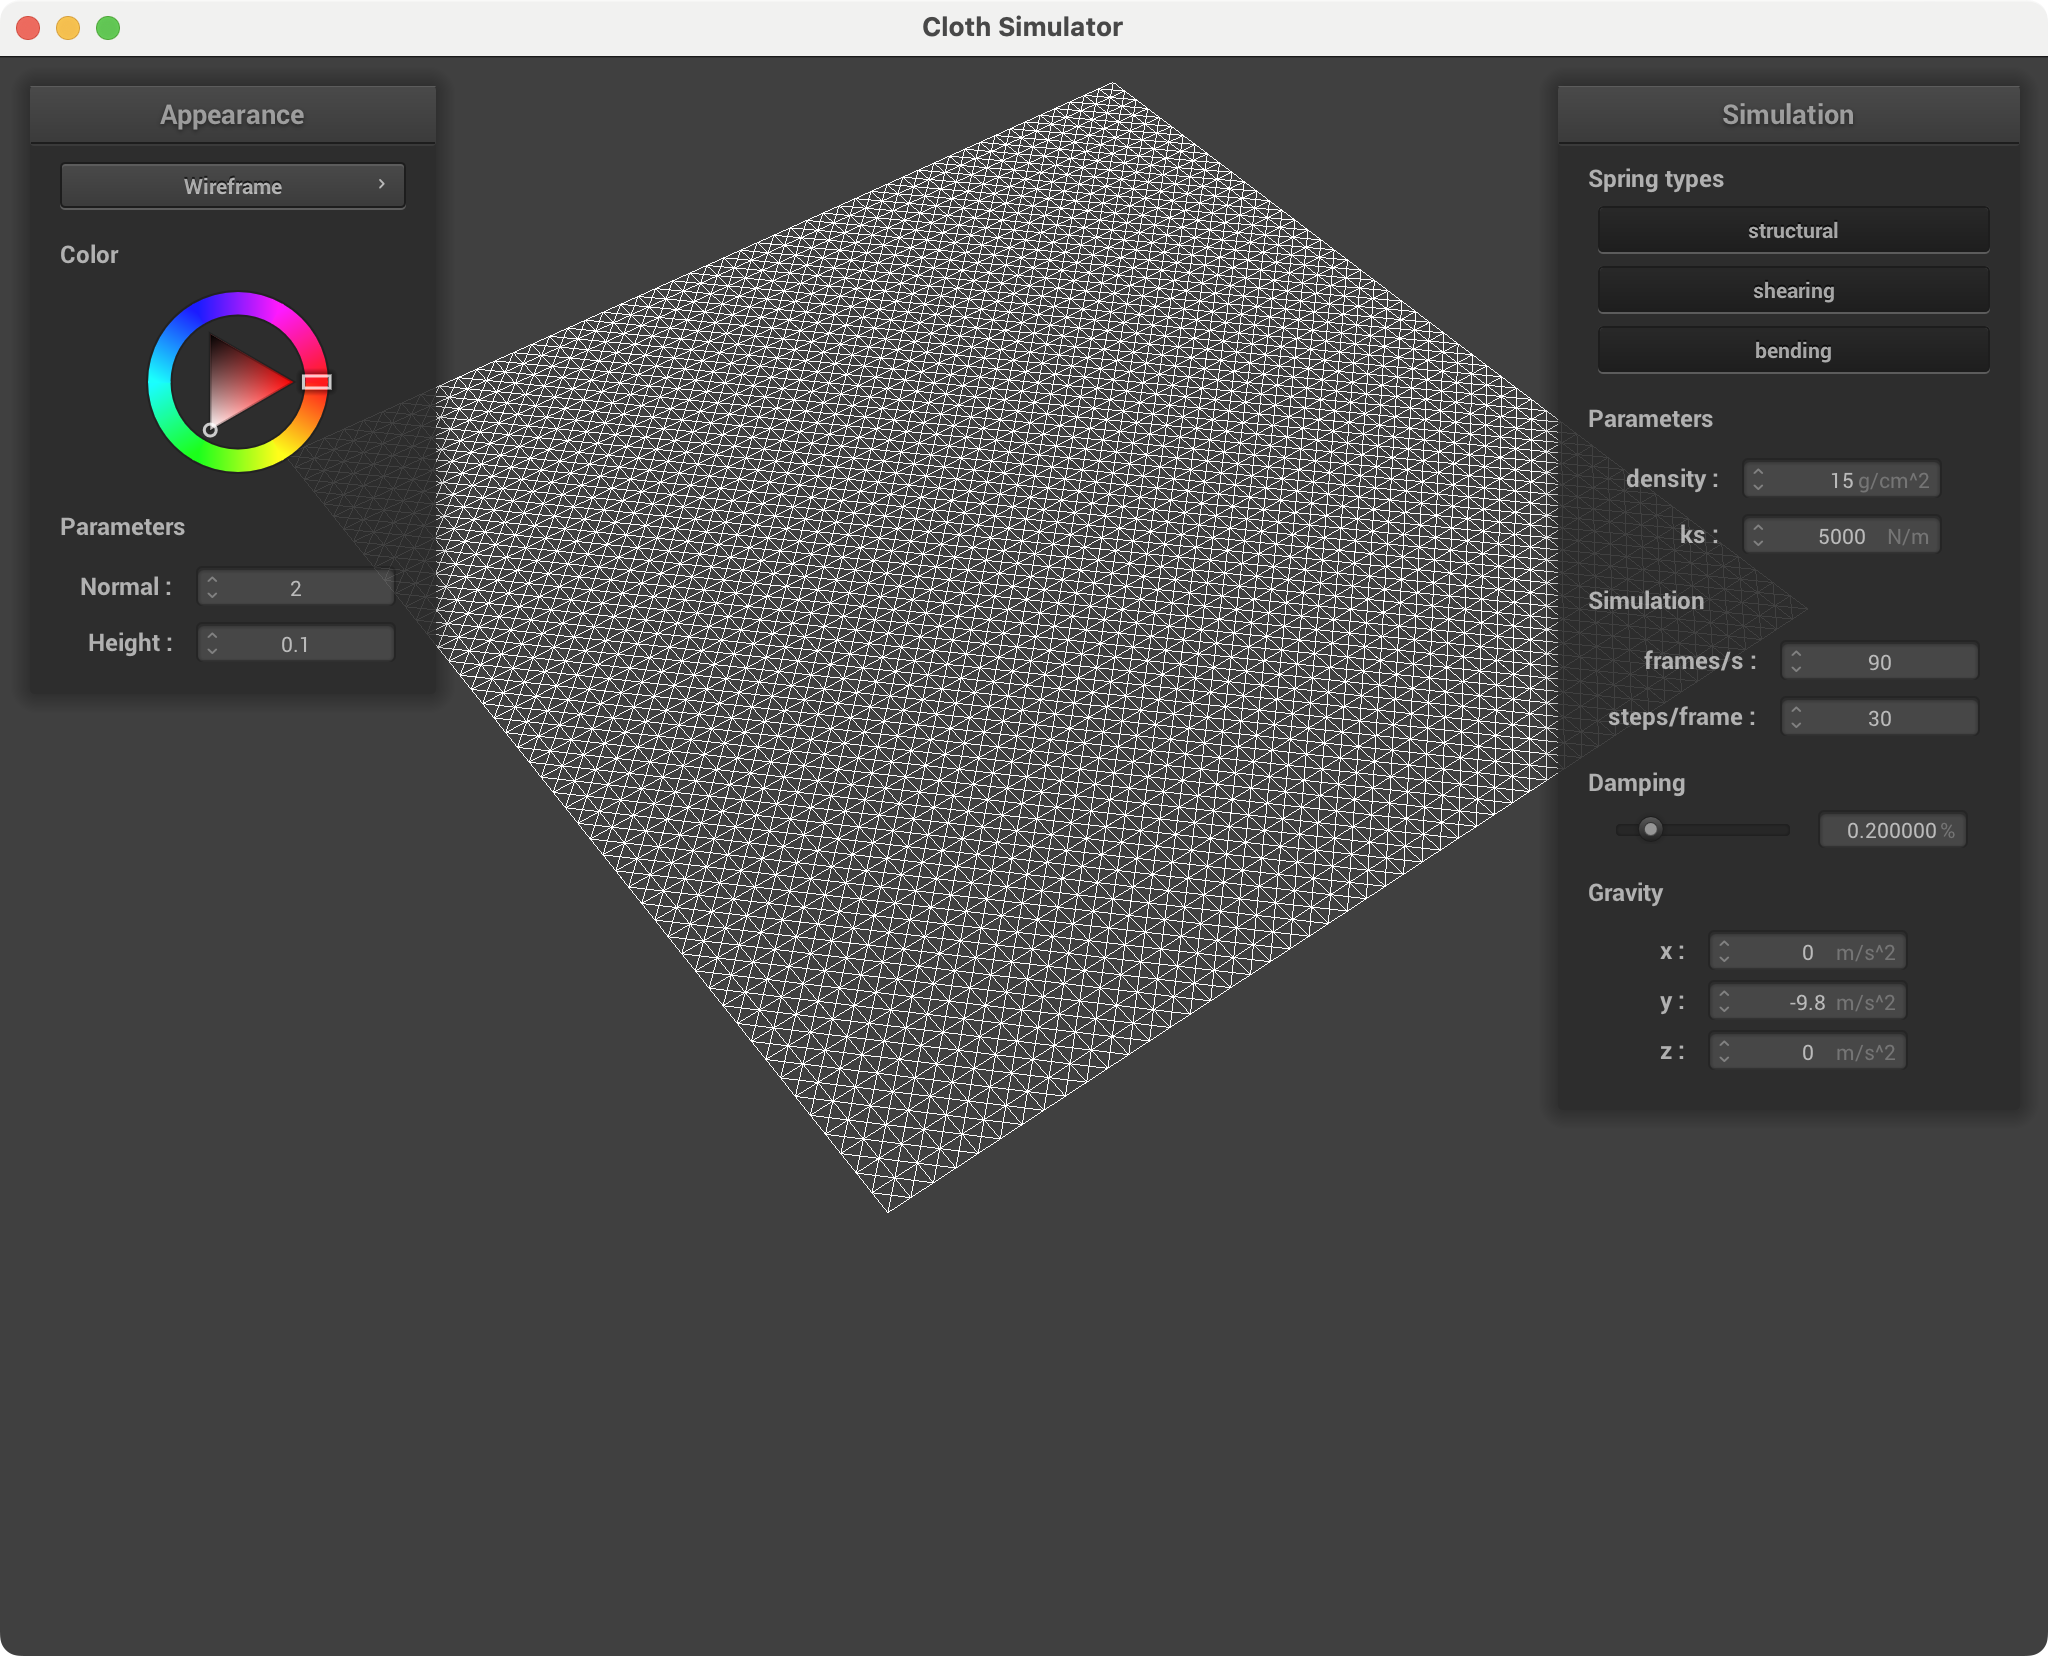 Cloth Simulator
Appearance
Wireframe
Color
Parameters
Normal : 2
Height : 0.1
Simulation
Spring types
structural
shearing
bending
Parameters
density : 15 g/cm^2
ks : 5000 N/m
Simulation
frames/s : 90
steps/frame : 30
Damping
0.200000 %
Gravity
x : 0 m/s^2
y : -9.8 m/s^2
z : 0 m/s^2